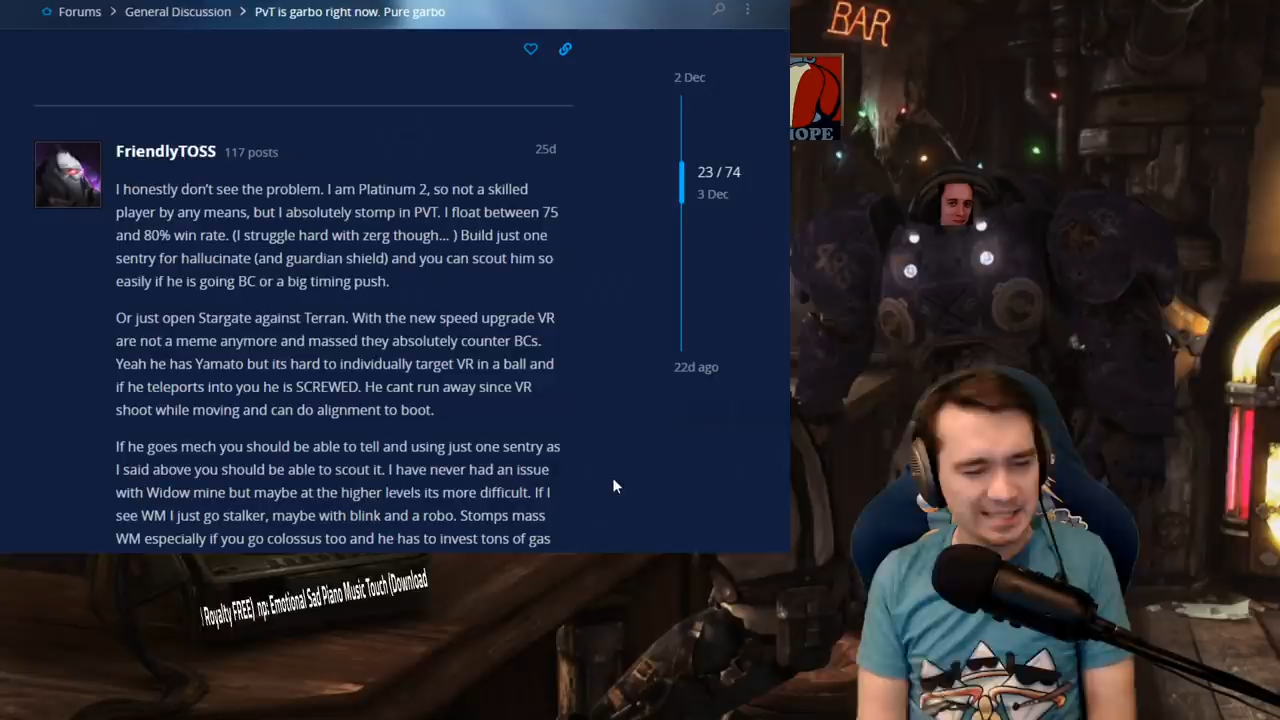 Forums > General Discussion > PvT is garbo right now. Pure garbo
BAR
HOPE
2 Dec
FriendlyTOSS 117 posts 25d
23 / 74
3 Dec
22d ago
I honestly don't see the problem. I am Platinum 2, so not a skilled
player by any means, but I absolutely stomp in PVT. I float between 75
and 80% win rate. (I struggle hard with zerg though... ) Build just one
sentry for hallucinate (and guardian shield) and you can scout him so
easily if he is going BC or a big timing push.
Or just open Stargate against Terran. With the new speed upgrade VR
are not a meme anymore and massed they absolutely counter BCs.
Yeah he has Yamato but its hard to individually target VR in a ball and
if he teleports into you he is SCREWED. He cant run away since VR
shoot while moving and can do alignment to boot.
If he goes mech you should be able to tell and using just one sentry as
I said above you should be able to scout it. I have never had an issue
with Widow mine but maybe at the higher levels its more difficult. If I
see WM I just go stalker, maybe with blink and a robo. Stomps mass
WM especially if you go colossus too and he has to invest tons of gas
( Royalty FREE) np: Emotional Sad Piano Music Touch (Download